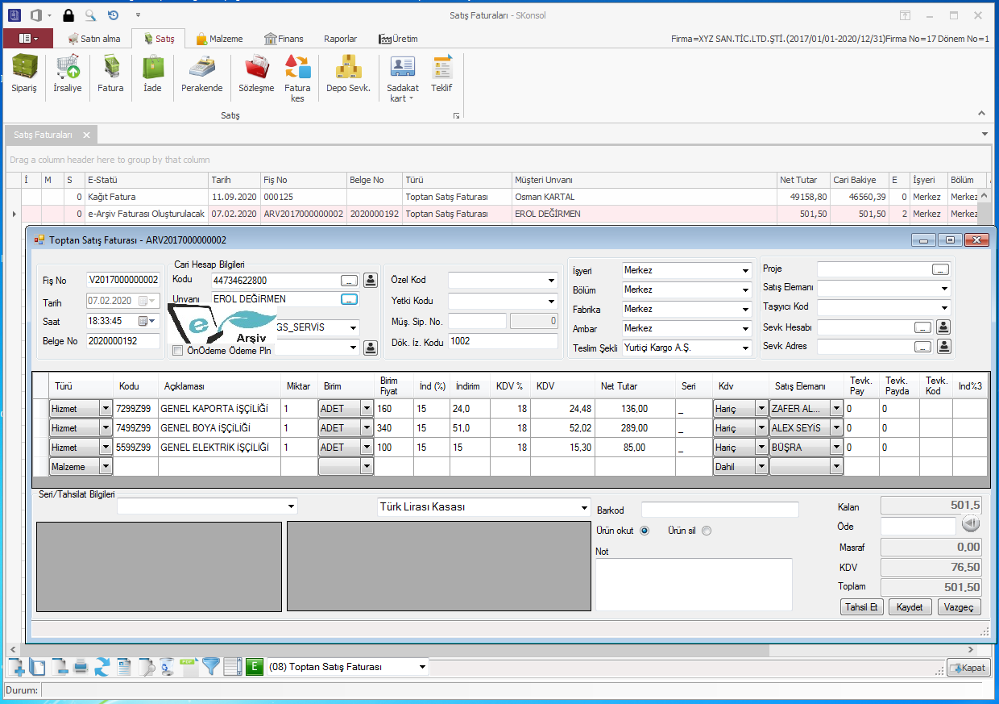 Satış Faturaları - SKonsol
Satın alma Satış Malzeme Finans Raporlar Üretim Firma=XYZ SAN.TİC.LTD.ŞTİ.(2017/01/01-2020/12/31)Firma No=17 Dönem No=1
Sipariş İrsaliye Fatura İade Perakende Sözleşme Fatura kes Depo Sevk. Sadakat kart Teklif
Satış
Satış Faturaları
Drag a column header here to group by that column
İ M S E-Statü Tarih Fiş No Belge No Türü Müşteri Unvanı Net Tutar Cari Bakiye E İşyeri Bölüm
0 Kağıt Fatura 11.09.2020 000125 Toptan Satış Faturası Osman KARTAL 49158,80 46560,39 0 Merkez Merkez
0 e-Arşiv Faturası Oluşturulacak 07.02.2020 ARV2017000000002 2020000192 Toptan Satış Faturası EROL DEĞİRMEN 501,50 501,50 2 Merkez Merkez
Toptan Satış Faturası - ARV2017000000002
Fiş No V2017000000002
Tarih 07.02.2020
Saat 18:33:45
Belge No 2020000192
Cari Hesap Bilgileri
Kodu 44734622800 ...
Unvanı EROL DEĞİRMEN ...
e Arşiv
GS_SERVİS
ÖnÖdeme Ödeme Pln
Özel Kod
Yetki Kodu
Müş. Sip. No. 0
Dök. İz. Kodu 1002
İşyeri Merkez
Bölüm Merkez
Fabrika Merkez
Ambar Merkez
Teslim Şekli Yurtiçi Kargo A.Ş.
Proje ...
Satış Elemanı
Taşıyıcı Kod
Sevk Hesabı ...
Sevk Adres ...
Türü Kodu Açıklaması Miktar Birim Birim Fiyat İnd (%) İndirim KDV % KDV Net Tutar Seri Kdv Satış Elemanı Tevk. Pay Tevk. Payda Tevk. Kod Ind%3
Hizmet 7299Z99 GENEL KAPORTA İŞÇİLİĞİ 1 ADET 160 15 24,0 18 24,48 136,00 _ Hariç ZAFER AL... 0 0
Hizmet 7499Z99 GENEL BOYA İŞÇİLİĞİ 1 ADET 340 15 51,0 18 52,02 289,00 _ Hariç ALEX SEYİS 0 0
Hizmet 5599Z99 GENEL ELEKTRİK İŞÇİLİĞİ 1 ADET 100 15 15 18 15,30 85,00 _ Hariç BÜŞRA 0 0
Malzeme Dahil
Seri/Tahsilat Bilgileri
Türk Lirası Kasası
Barkod
Ürün okut Ürün sil
Not
Kalan 501,5
Öde
Masraf 0,00
KDV 76,50
Toplam 501,50
Tahsil Et Kaydet Vazgeç
PDF E (08) Toptan Satış Faturası Kapat
Durum: